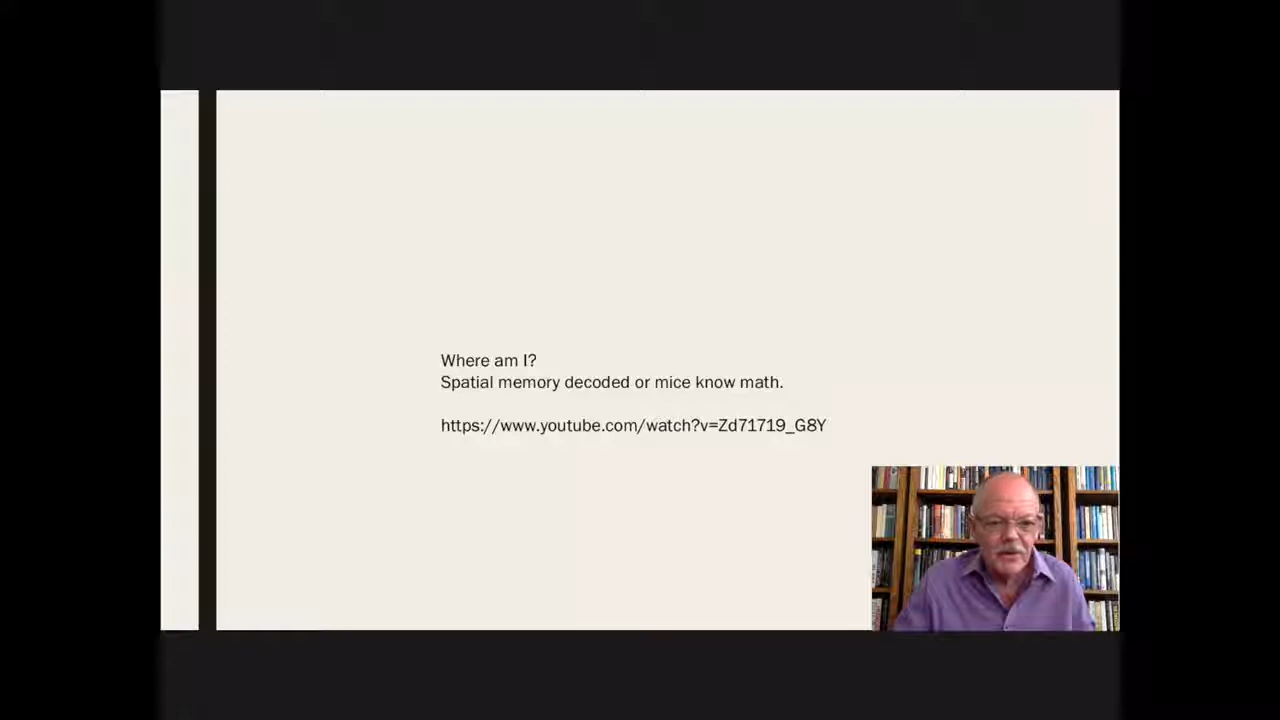 Where am I?
Spatial memory decoded or mice know math.
https://www.youtube.com/watch?v=Zd71719_G8Y